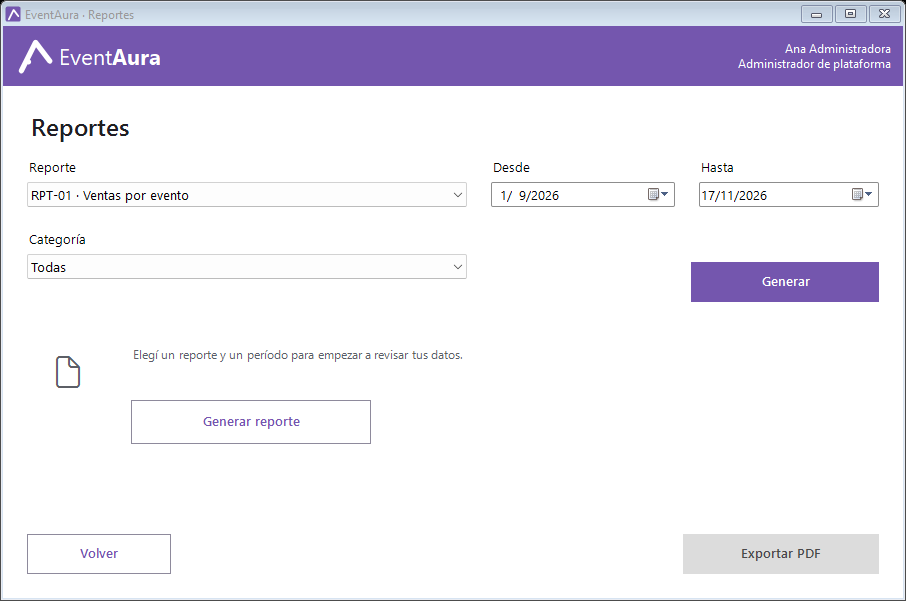 EventAura · Reportes
EventAura
Ana Administradora
Administrador de plataforma
Reportes
Reporte
Desde
Hasta
RPT-01 · Ventas por evento
1/ 9/2026
17/11/2026
Categoría
Todas
Generar
Elegí un reporte y un período para empezar a revisar tus datos.
Generar reporte
Volver
Exportar PDF